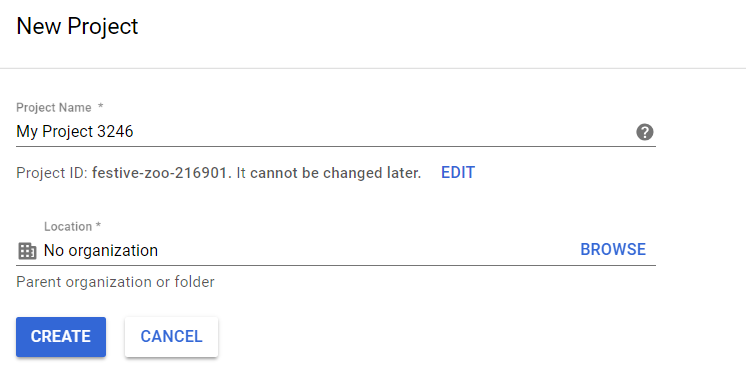 New Project
Project Name *
My Project 3246
Project ID: festive-zoo-216901. It cannot be changed later. EDIT
Location *
No organization BROWSE
Parent organization or folder
CREATE CANCEL